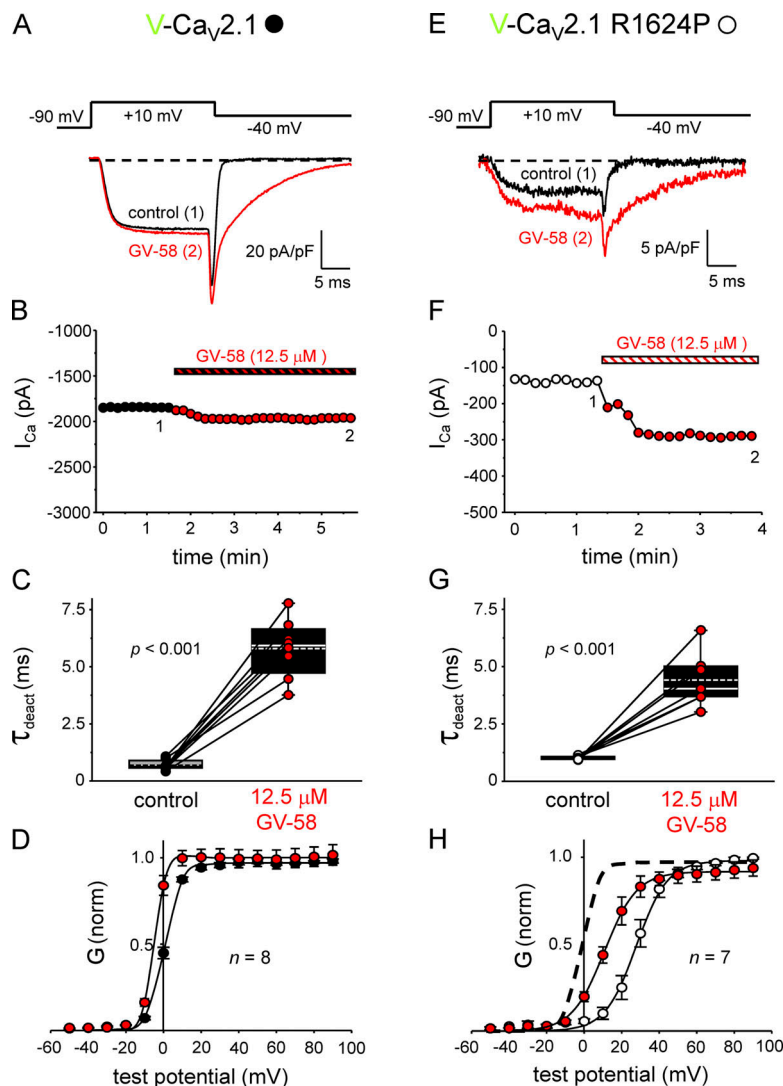 A
V-CaV2.1
-90 mV
+10 mV
-40 mV
control (1)
GV-58 (2)
20 pA/pF
5 ms
B
GV-58 (12.5 μM )
-1000
-1500
-2000
-2500
-3000
ICa (pA)
1
2
0 1 2 3 4 5
time (min)
C
7.5
5.0
2.5
0
τdeact (ms)
p < 0.001
control
12.5 μM
GV-58
D
1.0
0.5
G (norm)
n = 8
-60 -40 -20 0 20 40 60 80 100
test potential (mV)
E
V-CaV2.1 R1624P
-90 mV
+10 mV
-40 mV
control (1)
GV-58 (2)
5 pA/pF
5 ms
F
GV-58 (12.5 μM )
0
-100
-200
-300
-400
-500
ICa (pA)
1
2
0 1 2 3 4
time (min)
G
7.5
5.0
2.5
0
τdeact (ms)
p < 0.001
control
12.5 μM
GV-58
H
1.0
0.5
G (norm)
n = 7
-60 -40 -20 0 20 40 60 80 100
test potential (mV)